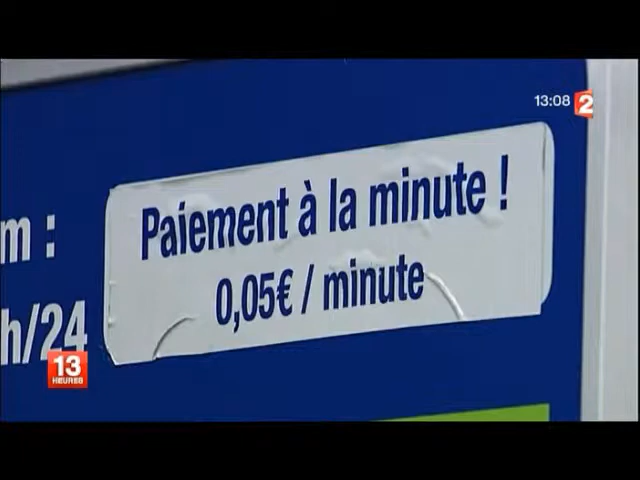 13:08 2
m :
h/24
Paiement à la minute !
0,05€ / minute
13
HEURES